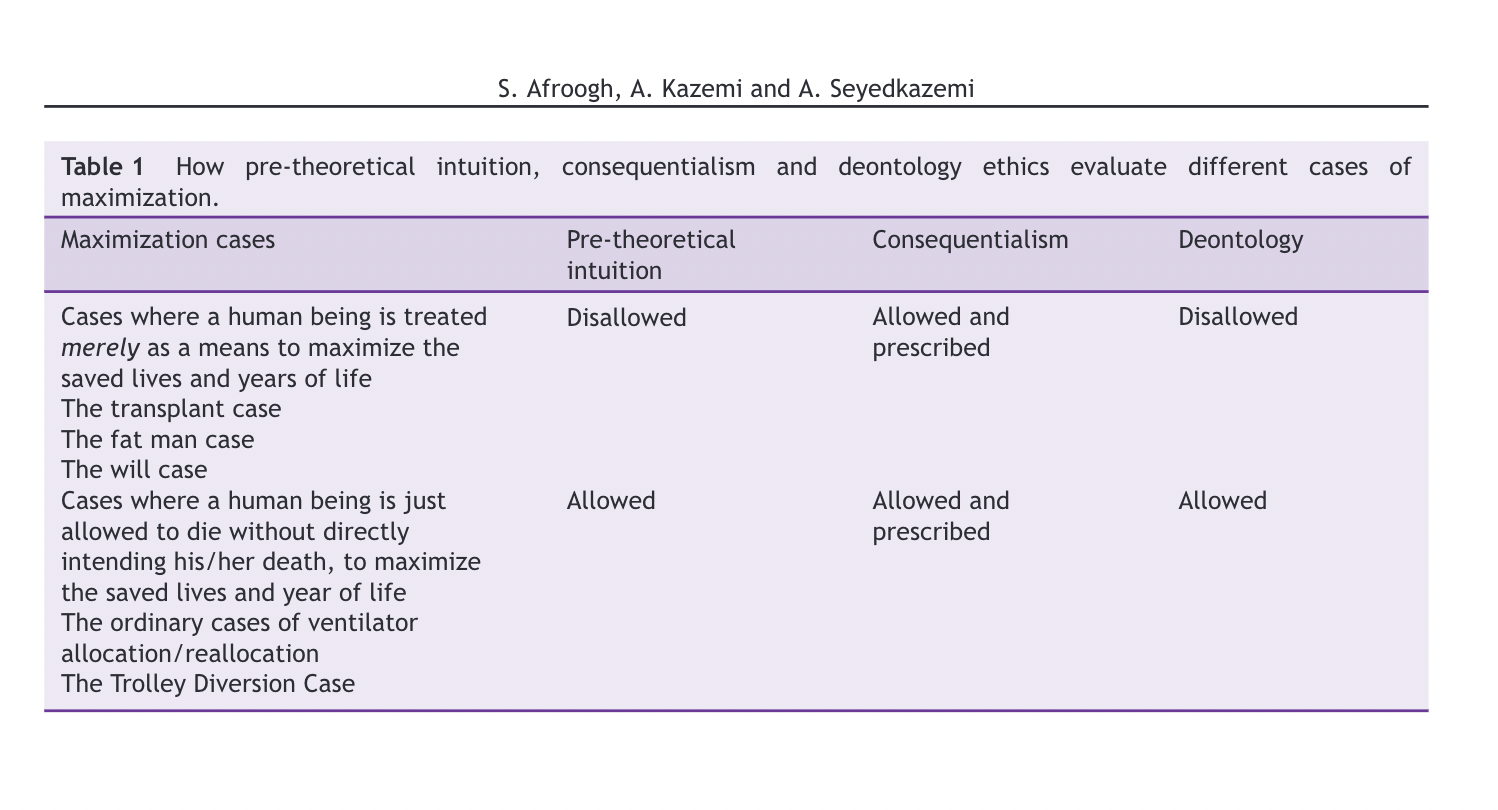 S. Afroogh, A. Kazemi and A. Seyedkazemi
Table 1 How pre-theoretical intuition, consequentialism and deontology ethics evaluate different cases of
maximization.
Maximization cases Pre-theoretical intuition Consequentialism Deontology
Cases where a human being is treated Disallowed Allowed and Disallowed
merely as a means to maximize the prescribed
saved lives and years of life
The transplant case
The fat man case
The will case
Cases where a human being is just Allowed Allowed and Allowed
allowed to die without directly prescribed
intending his/her death, to maximize
the saved lives and year of life
The ordinary cases of ventilator
allocation/reallocation
The Trolley Diversion Case